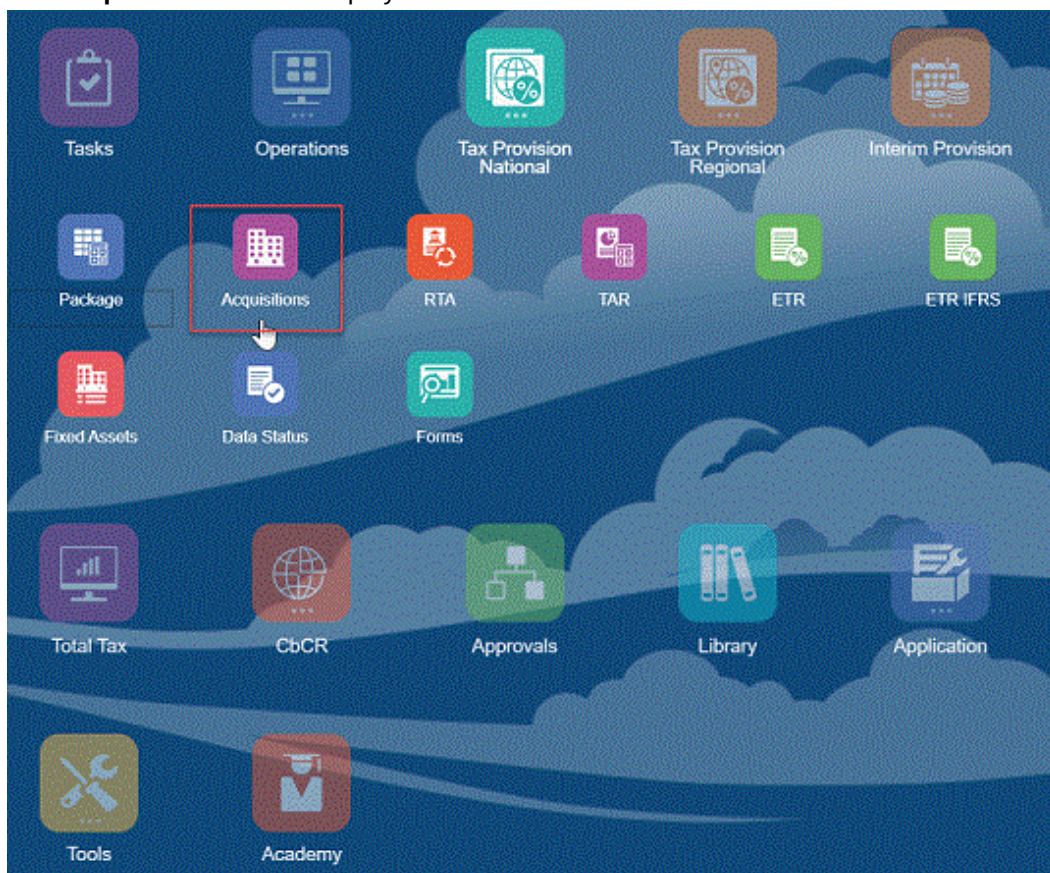 Tasks
Operations
Tax Provision
National
Tax Provision
Regional
Interim Provision
Package
Acquisitions
RTA
TAR
ETR
ETR IFRS
Fixed Assets
Data Status
Forms
Total Tax
CbCR
Approvals
Library
Application
Tools
Academy